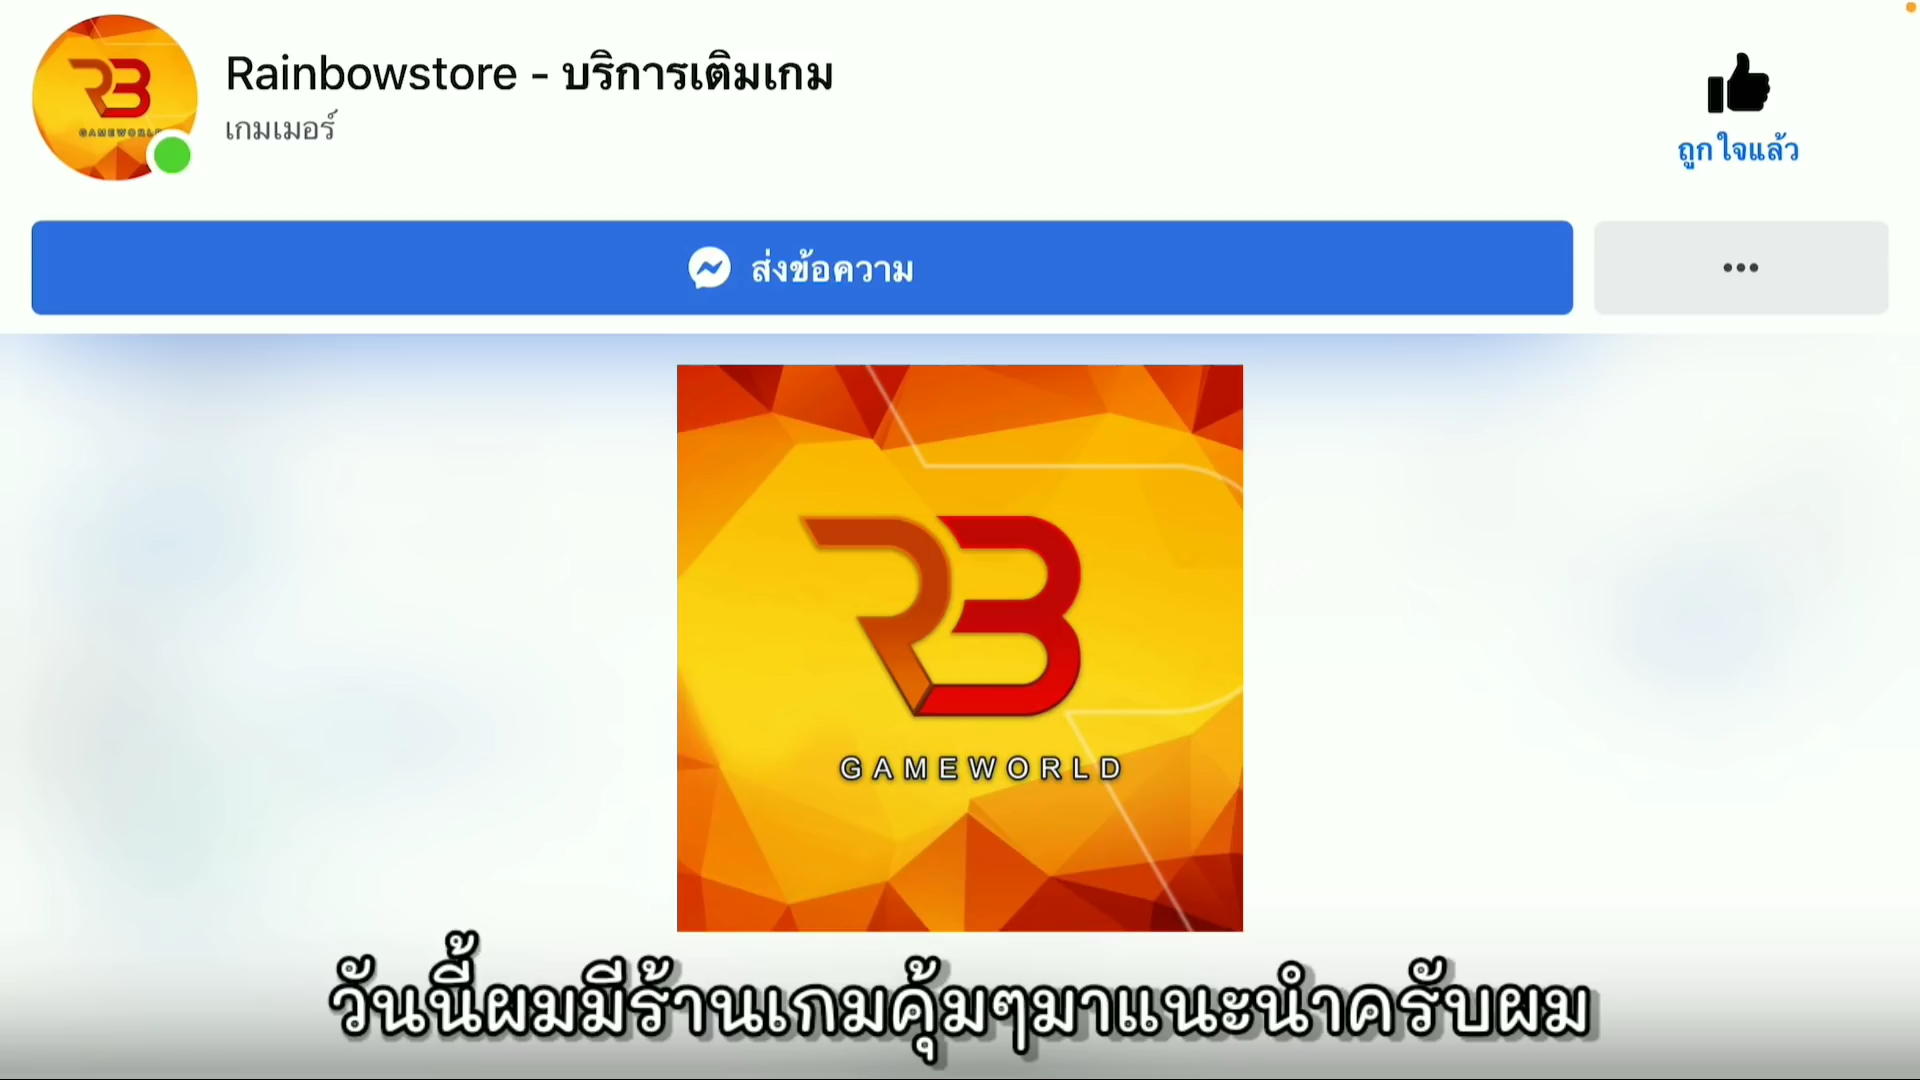 Rainbowstore - บริการเติมเกม
เกมเมอร์
ถูกใจแล้ว
ส่งข้อความ
RB
GAMEWORLD
RB
GAMEWORLD
วันนี้ผมมีร้านเกมคุ้มๆมาแนะนำครับผม